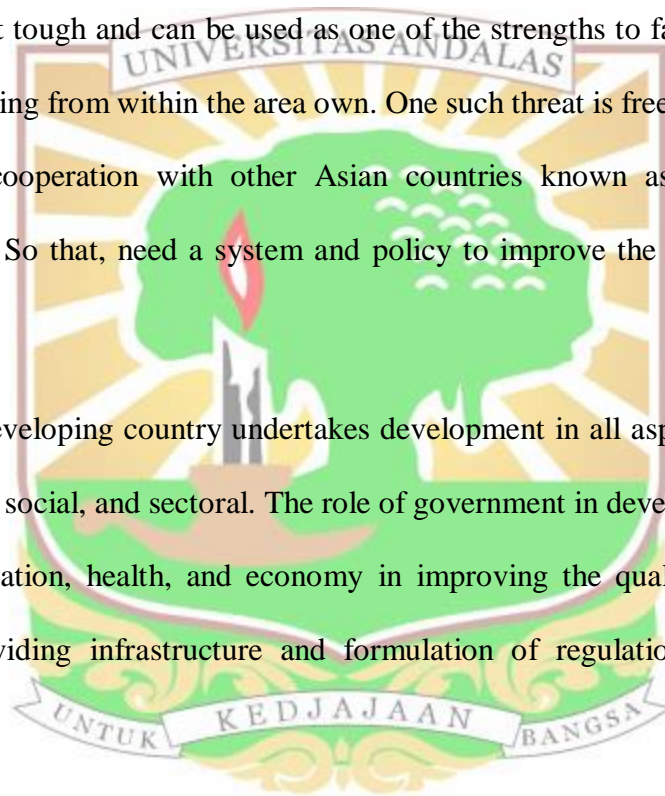 t tough and can be used as one of the strengths to fa
UNIVERSITAS ANDALAS
ing from within the area own. One such threat is free
cooperation with other Asian countries known as
So that, need a system and policy to improve the
eveloping country undertakes development in all asp
social, and sectoral. The role of government in deve
ation, health, and economy in improving the qual
viding infrastructure and formulation of regulatio
UNTUK KEDJAJAAN BANGSA